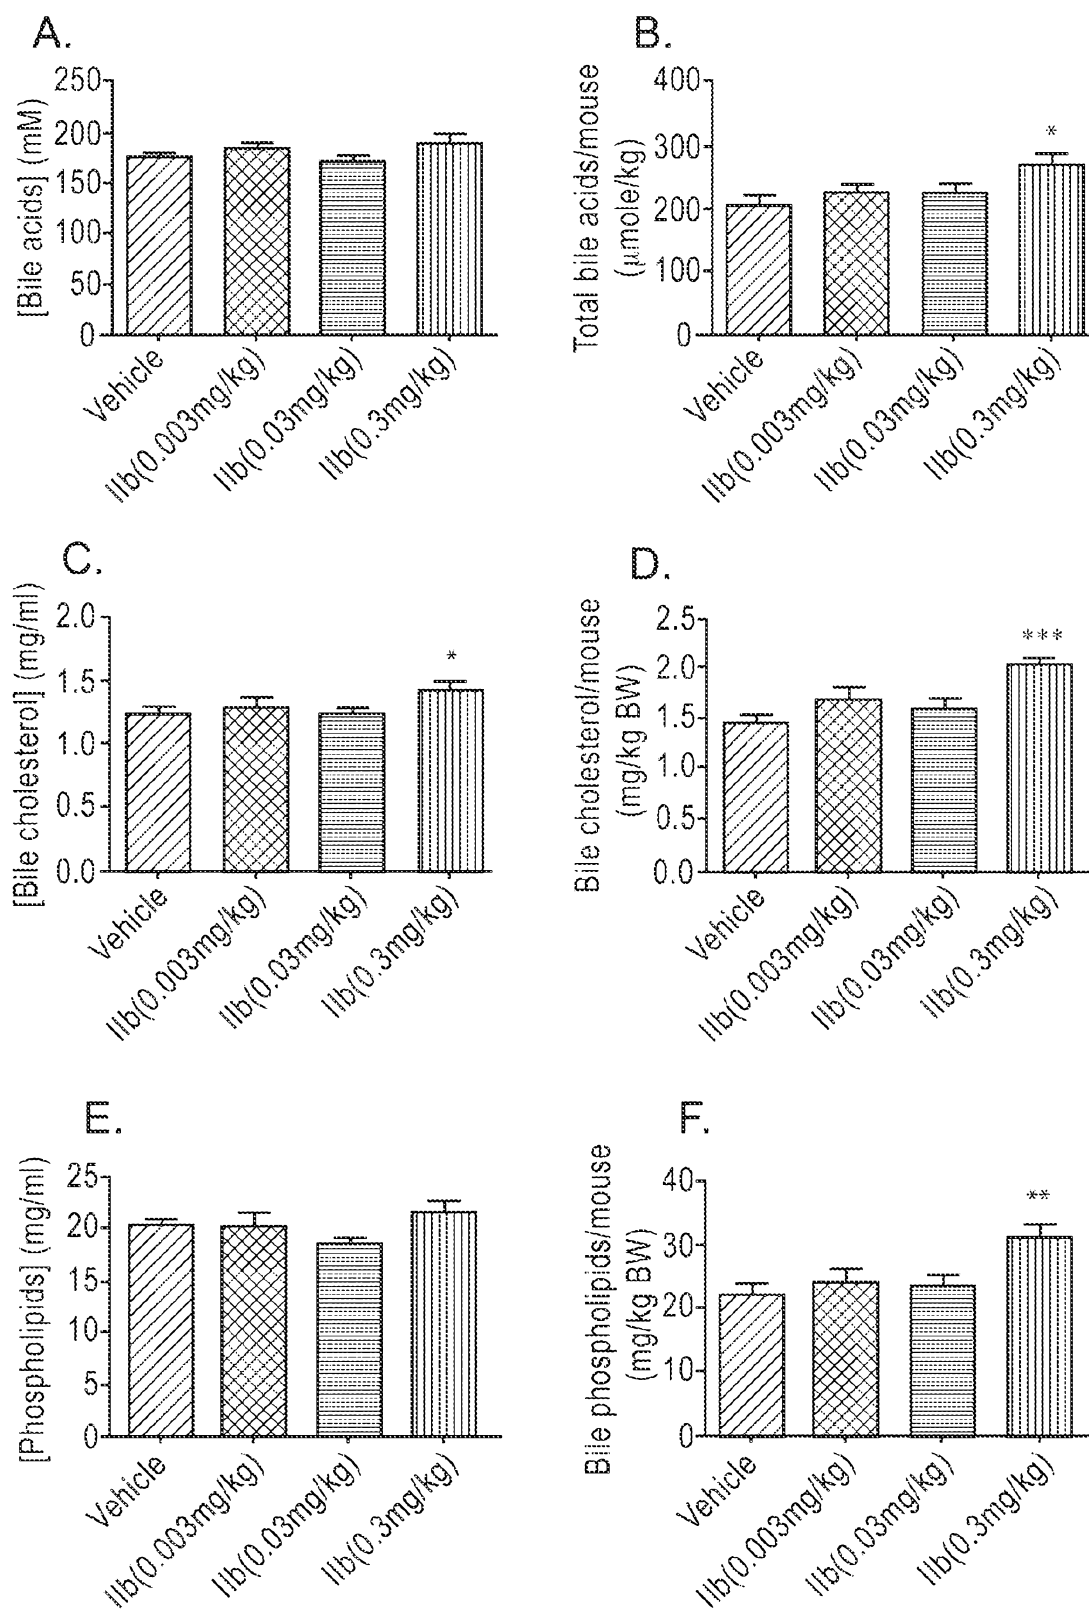 A.
[Bile acids] (mM)
250
200
150
100
50
0
Vehicle
IIb(0.003mg/kg)
IIb(0.03mg/kg)
IIb(0.3mg/kg)
B.
Total bile acids/mouse
(µmole/kg)
400
300
200
100
0
*
Vehicle
IIb(0.003mg/kg)
IIb(0.03mg/kg)
IIb(0.3mg/kg)
C.
[Bile cholesterol] (mg/ml)
2.0
1.5
1.0
0.5
0.0
*
Vehicle
IIb(0.003mg/kg)
IIb(0.03mg/kg)
IIb(0.3mg/kg)
D.
Bile cholesterol/mouse
(mg/kg BW)
2.5
2.0
1.5
1.0
0.5
0.0
***
Vehicle
IIb(0.003mg/kg)
IIb(0.03mg/kg)
IIb(0.3mg/kg)
E.
[Phospholipids] (mg/ml)
25
20
15
10
5
0
Vehicle
IIb(0.003mg/kg)
IIb(0.03mg/kg)
IIb(0.3mg/kg)
F.
Bile phospholipids/mouse
(mg/kg BW)
40
30
20
10
0
**
Vehicle
IIb(0.003mg/kg)
IIb(0.03mg/kg)
IIb(0.3mg/kg)